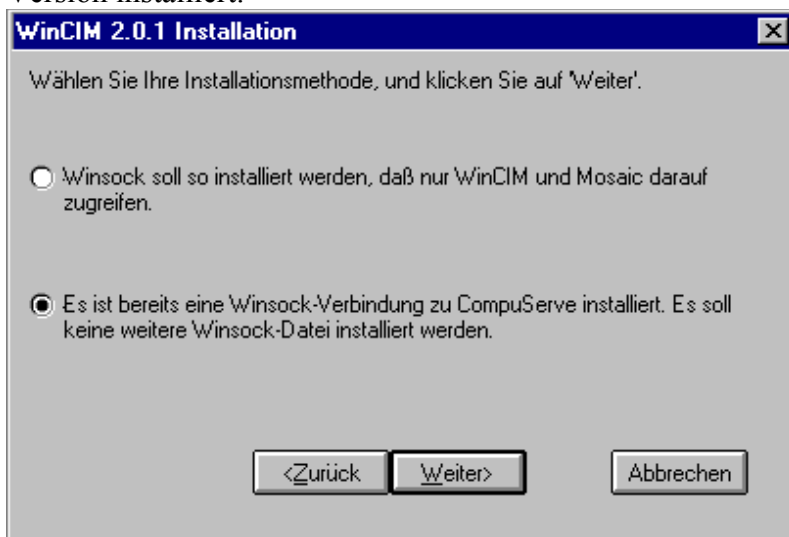 Version installiert.
WinCIM 2.0.1 Installation
Wählen Sie Ihre Installationsmethode, und klicken Sie auf 'Weiter'.
Winsock soll so installiert werden, daß nur WinCIM und Mosaic darauf
zugreifen.
Es ist bereits eine Winsock-Verbindung zu CompuServe installiert. Es soll
keine weitere Winsock-Datei installiert werden.
<Zurück
Weiter>
Abbrechen